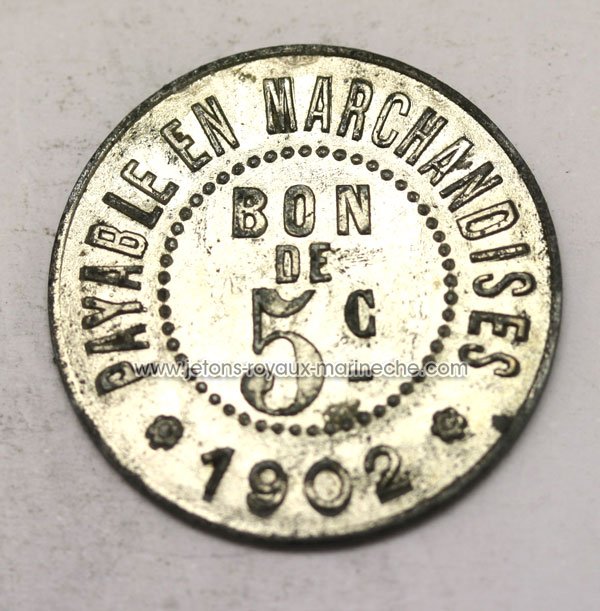 PAYABLE EN MARCHANDISES
BON
DE
5 C
www.jetons-royaux-marineche.com
1902